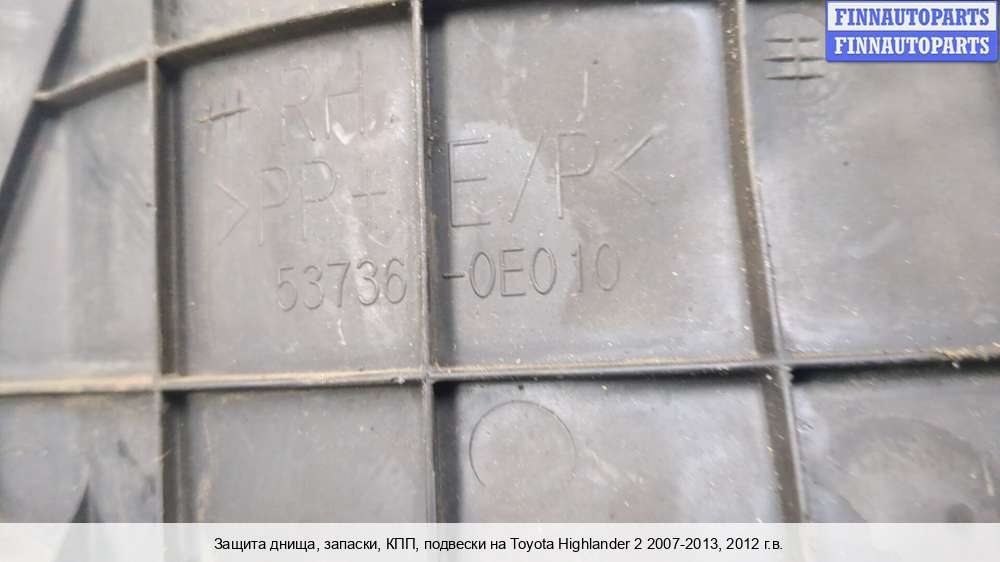 FINNAUTOPARTS
FINNAUTOPARTS
RH
>PP+E/P<
53736-0E010
Защита днища, запаски, КПП, подвески на Toyota Highlander 2 2007-2013, 2012 г.в.